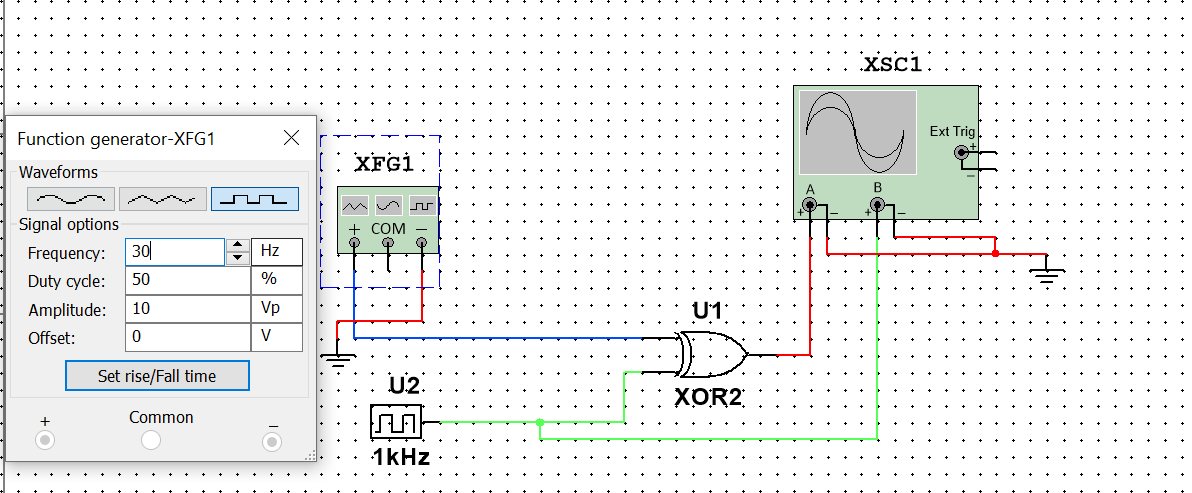 Function generator-XFG1
Waveforms
Signal options
Frequency: 30 Hz
Duty cycle: 50 %
Amplitude: 10 Vp
Offset: 0 V
Set rise/Fall time
+ Common −
XFG1
+ COM −
U2
1kHz
U1
XOR2
XSC1
Ext Trig
+
−
A B
+ − + −